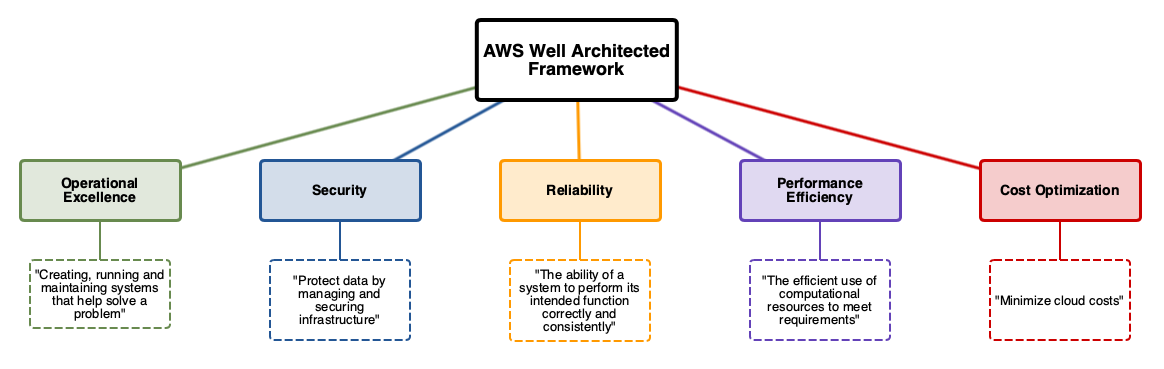 AWS Well Architected
Framework
Operational
Excellence
Security
Reliability
Performance
Efficiency
Cost Optimization
"Creating, running and
maintaining systems
that help solve a
problem"
"Protect data by
managing and
securing
infrastructure"
"The ability of a
system to perform its
intended function
correctly and
consistently"
"The efficient use of
computational
resources to meet
requirements"
"Minimize cloud costs"